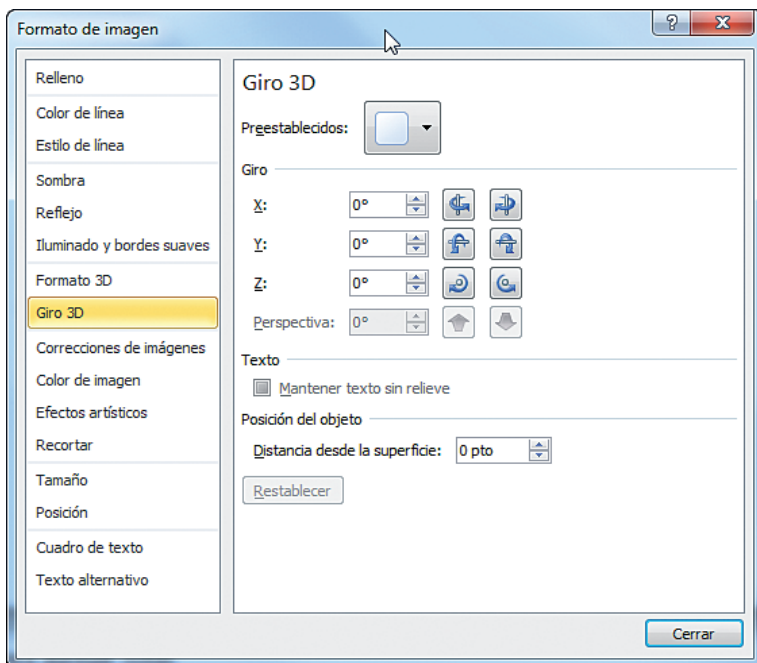 Formato de imagen
Relleno
Color de línea
Estilo de línea
Sombra
Reflejo
Iluminado y bordes suaves
Formato 3D
Giro 3D
Correcciones de imágenes
Color de imagen
Efectos artísticos
Recortar
Tamaño
Posición
Cuadro de texto
Texto alternativo
Giro 3D
Preestablecidos:
Giro
X: 0°
Y: 0°
Z: 0°
Perspectiva: 0°
Texto
Mantener texto sin relieve
Posición del objeto
Distancia desde la superficie: 0 pto
Restablecer
Cerrar